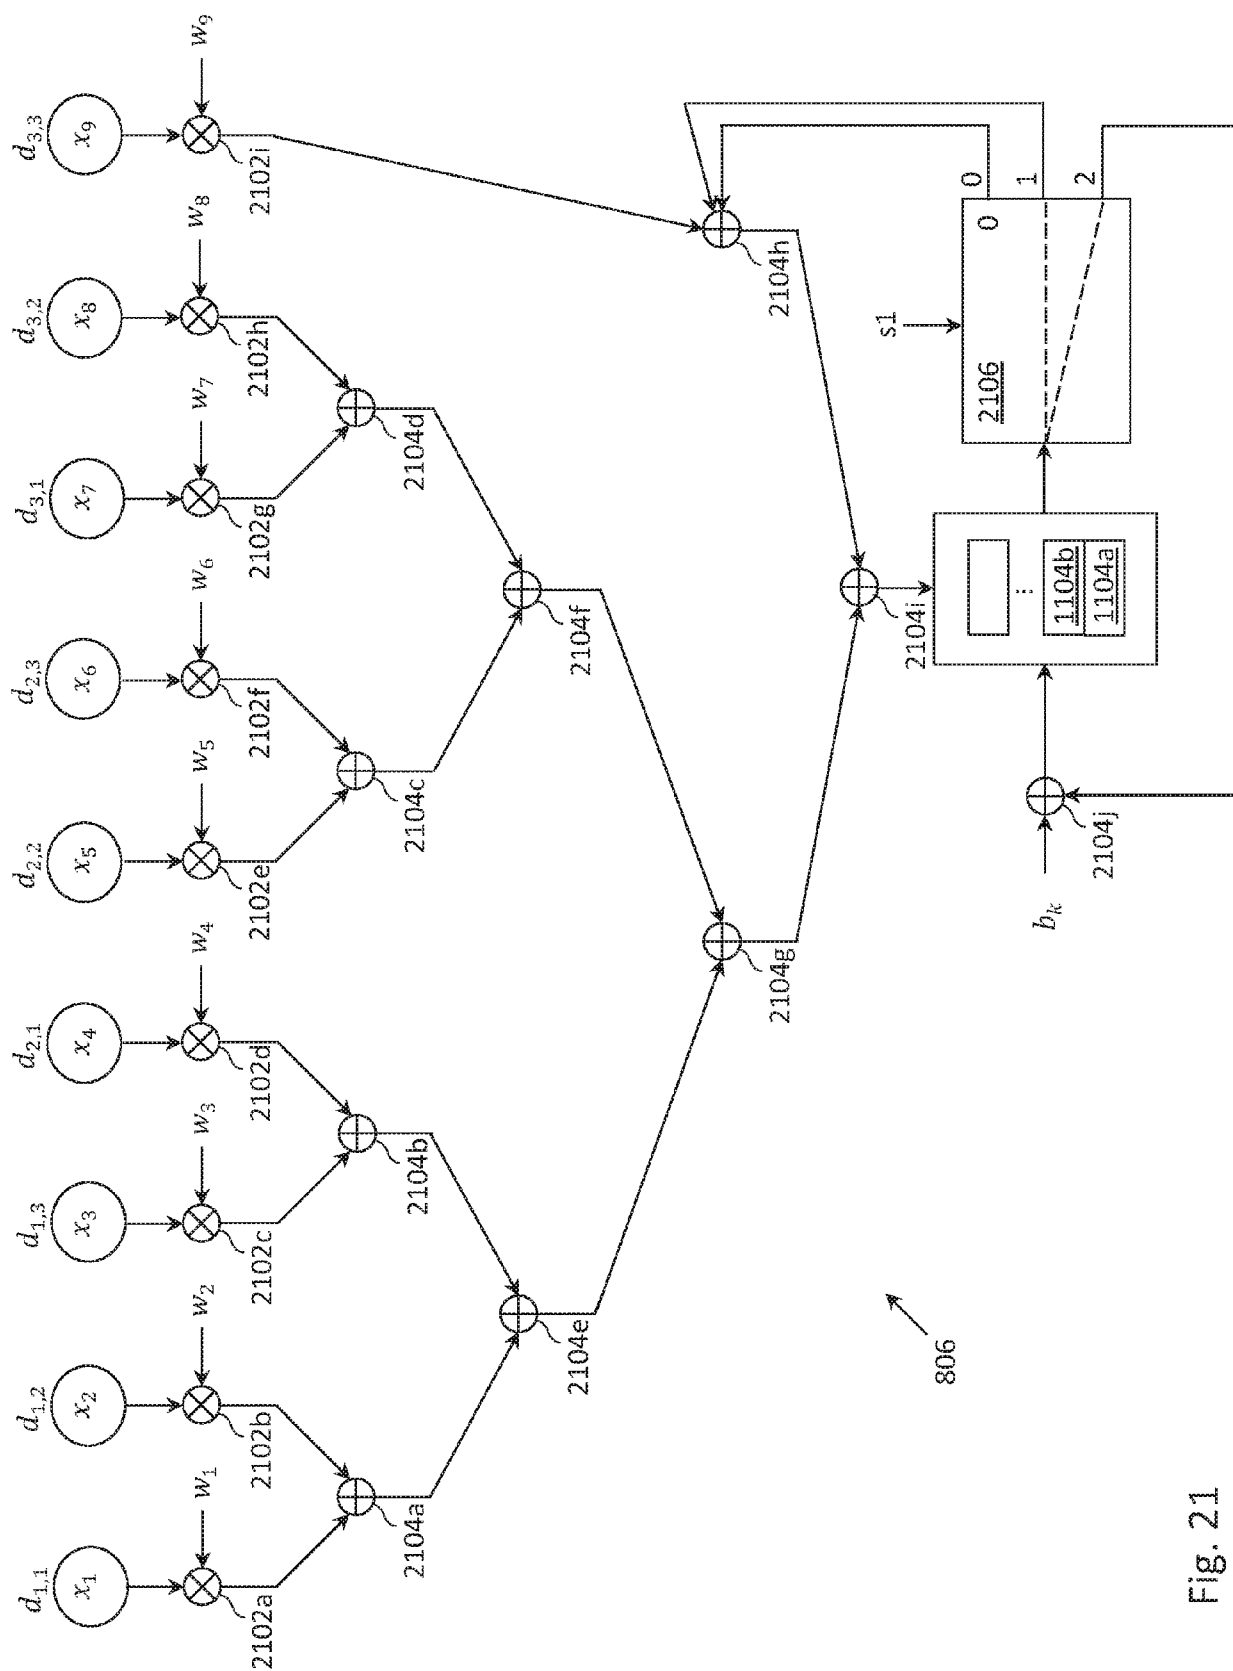 d1,1 d1,2 d1,3 d2,1 d2,2 d2,3 d3,1 d3,2 d3,3
x1 x2 x3 x4 x5 x6 x7 x8 x9
w1 w2 w3 w4 w5 w6 w7 w8 w9
2102a 2102b 2102c 2102d 2102e 2102f 2102g 2102h 2102i
2104a 2104b 2104c 2104d
2104e 2104f
2104g 2104h
2104i
s1
806
bk
2104j
⋮
1104b
1104a
2106
0
0
1
2
Fig. 21